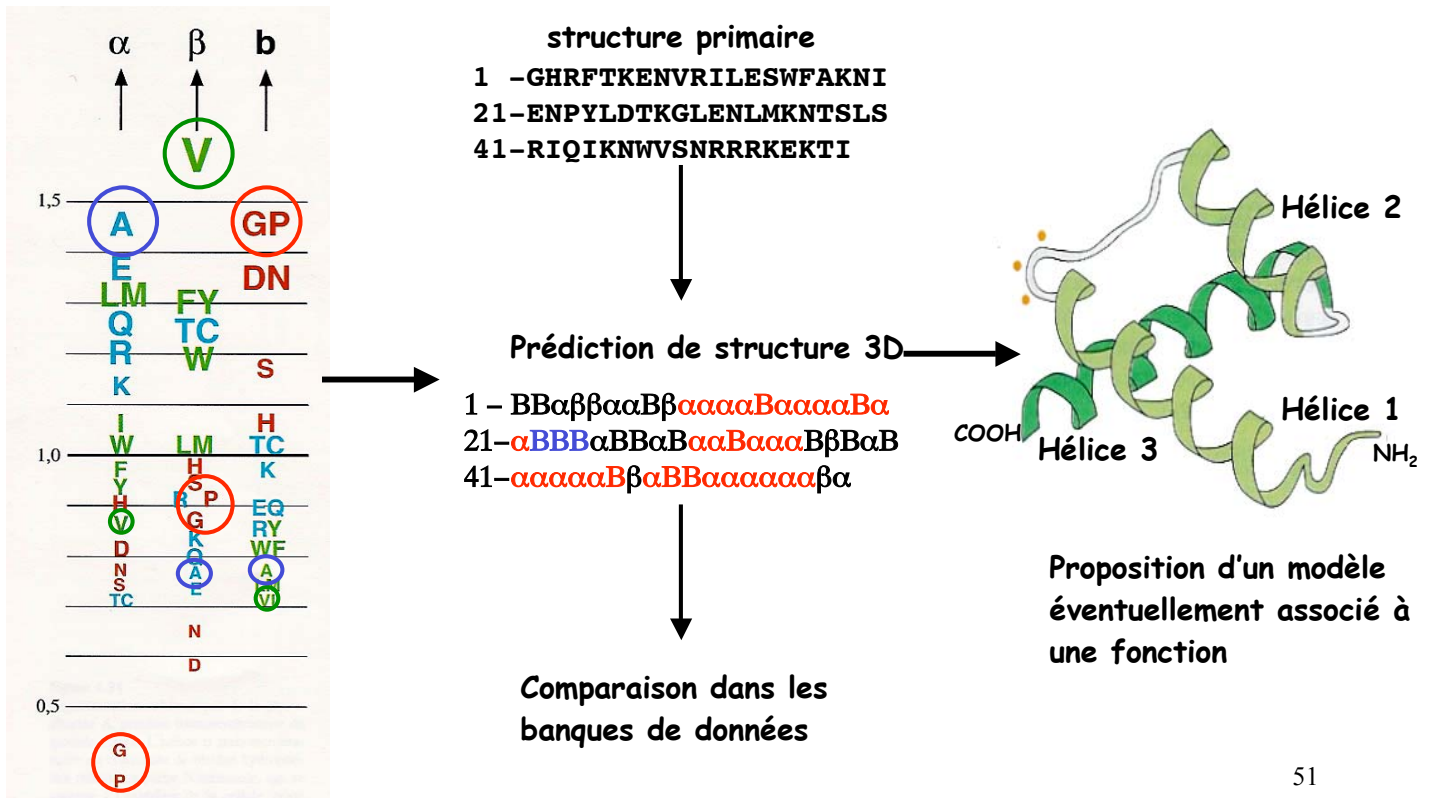 α
A
E
LM
Q
R
K
I
W
F
Y
H
V
D
N
S
TC
G
P
β
V
FY
TC
W
LM
H
S
R P
G
K
Q
A
E
N
D
b
GP
DN
S
H
TC
K
EQ
RY
WF
A
VI
1,5
1,0
0,5
structure primaire
1 –GHRFTKENVRILESWFAKNI
21–ENPYLDTKGLENLMKNTSLS
41–RIQIKNWVSNRRRKEKTI
Prédiction de structure 3D
1 – BBαββααBβααααBααααBα
21–αBBBαBBαBααBαααBβBαB
41–αααααBβαBBααααααβα
Comparaison dans les
banques de données
Hélice 2
Hélice 1
NH2
COOH
Hélice 3
Proposition d'un modèle
éventuellement associé à
une fonction
51